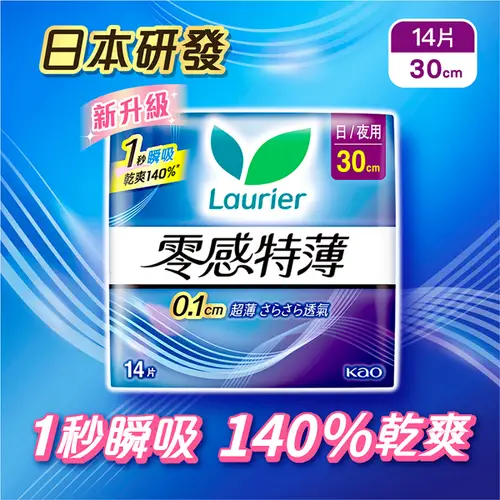 日本研發
14片
30cm
新升級
1秒瞬吸
乾爽140%*
日/夜用
30cm
Laurier
零感特薄
0.1cm 超薄 さらさら透氣
14片
Kao
1秒瞬吸 140%乾爽